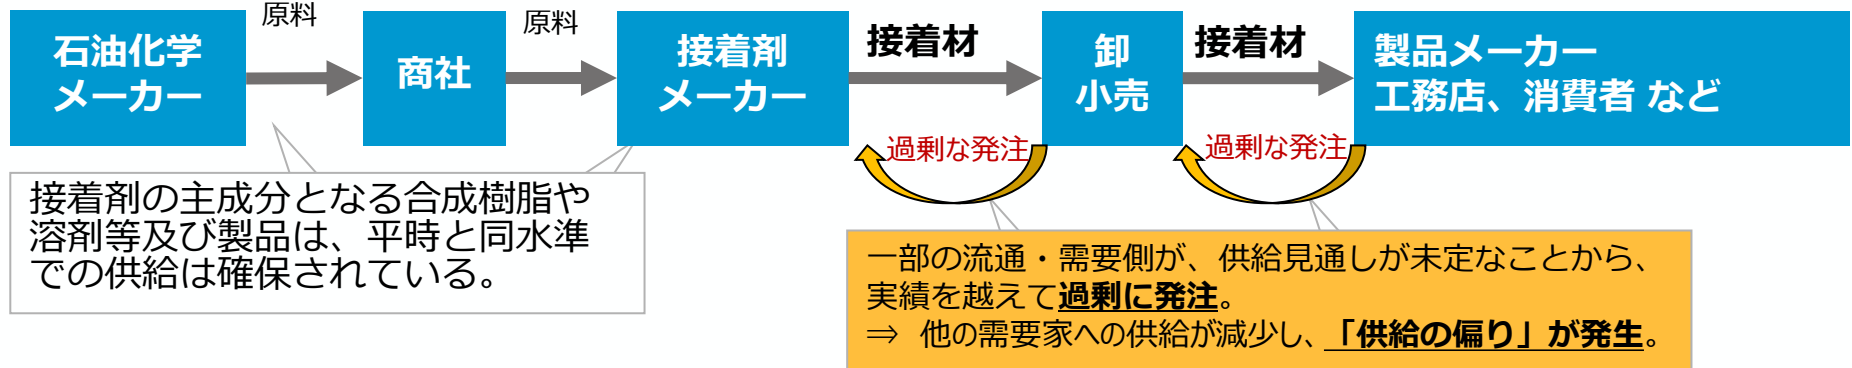 石油化学
メーカー
原料
商社
原料
接着剤
メーカー
接着材
卸
小売
接着材
製品メーカー
工務店、消費者 など
過剰な発注
過剰な発注
接着剤の主成分となる合成樹脂や
溶剤等及び製品は、平時と同水準
での供給は確保されている。
一部の流通・需要側が、供給見通しが未定なことから、
実績を越えて過剰に発注。
⇒ 他の需要家への供給が減少し、「供給の偏り」が発生。